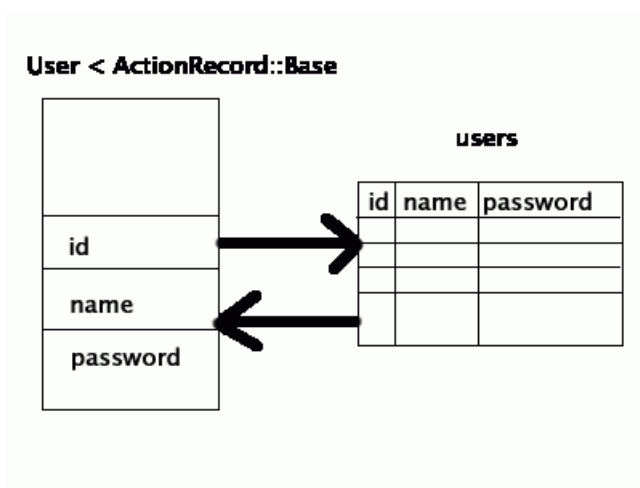 User < ActionRecord::Base
users
id name password
id
name
password